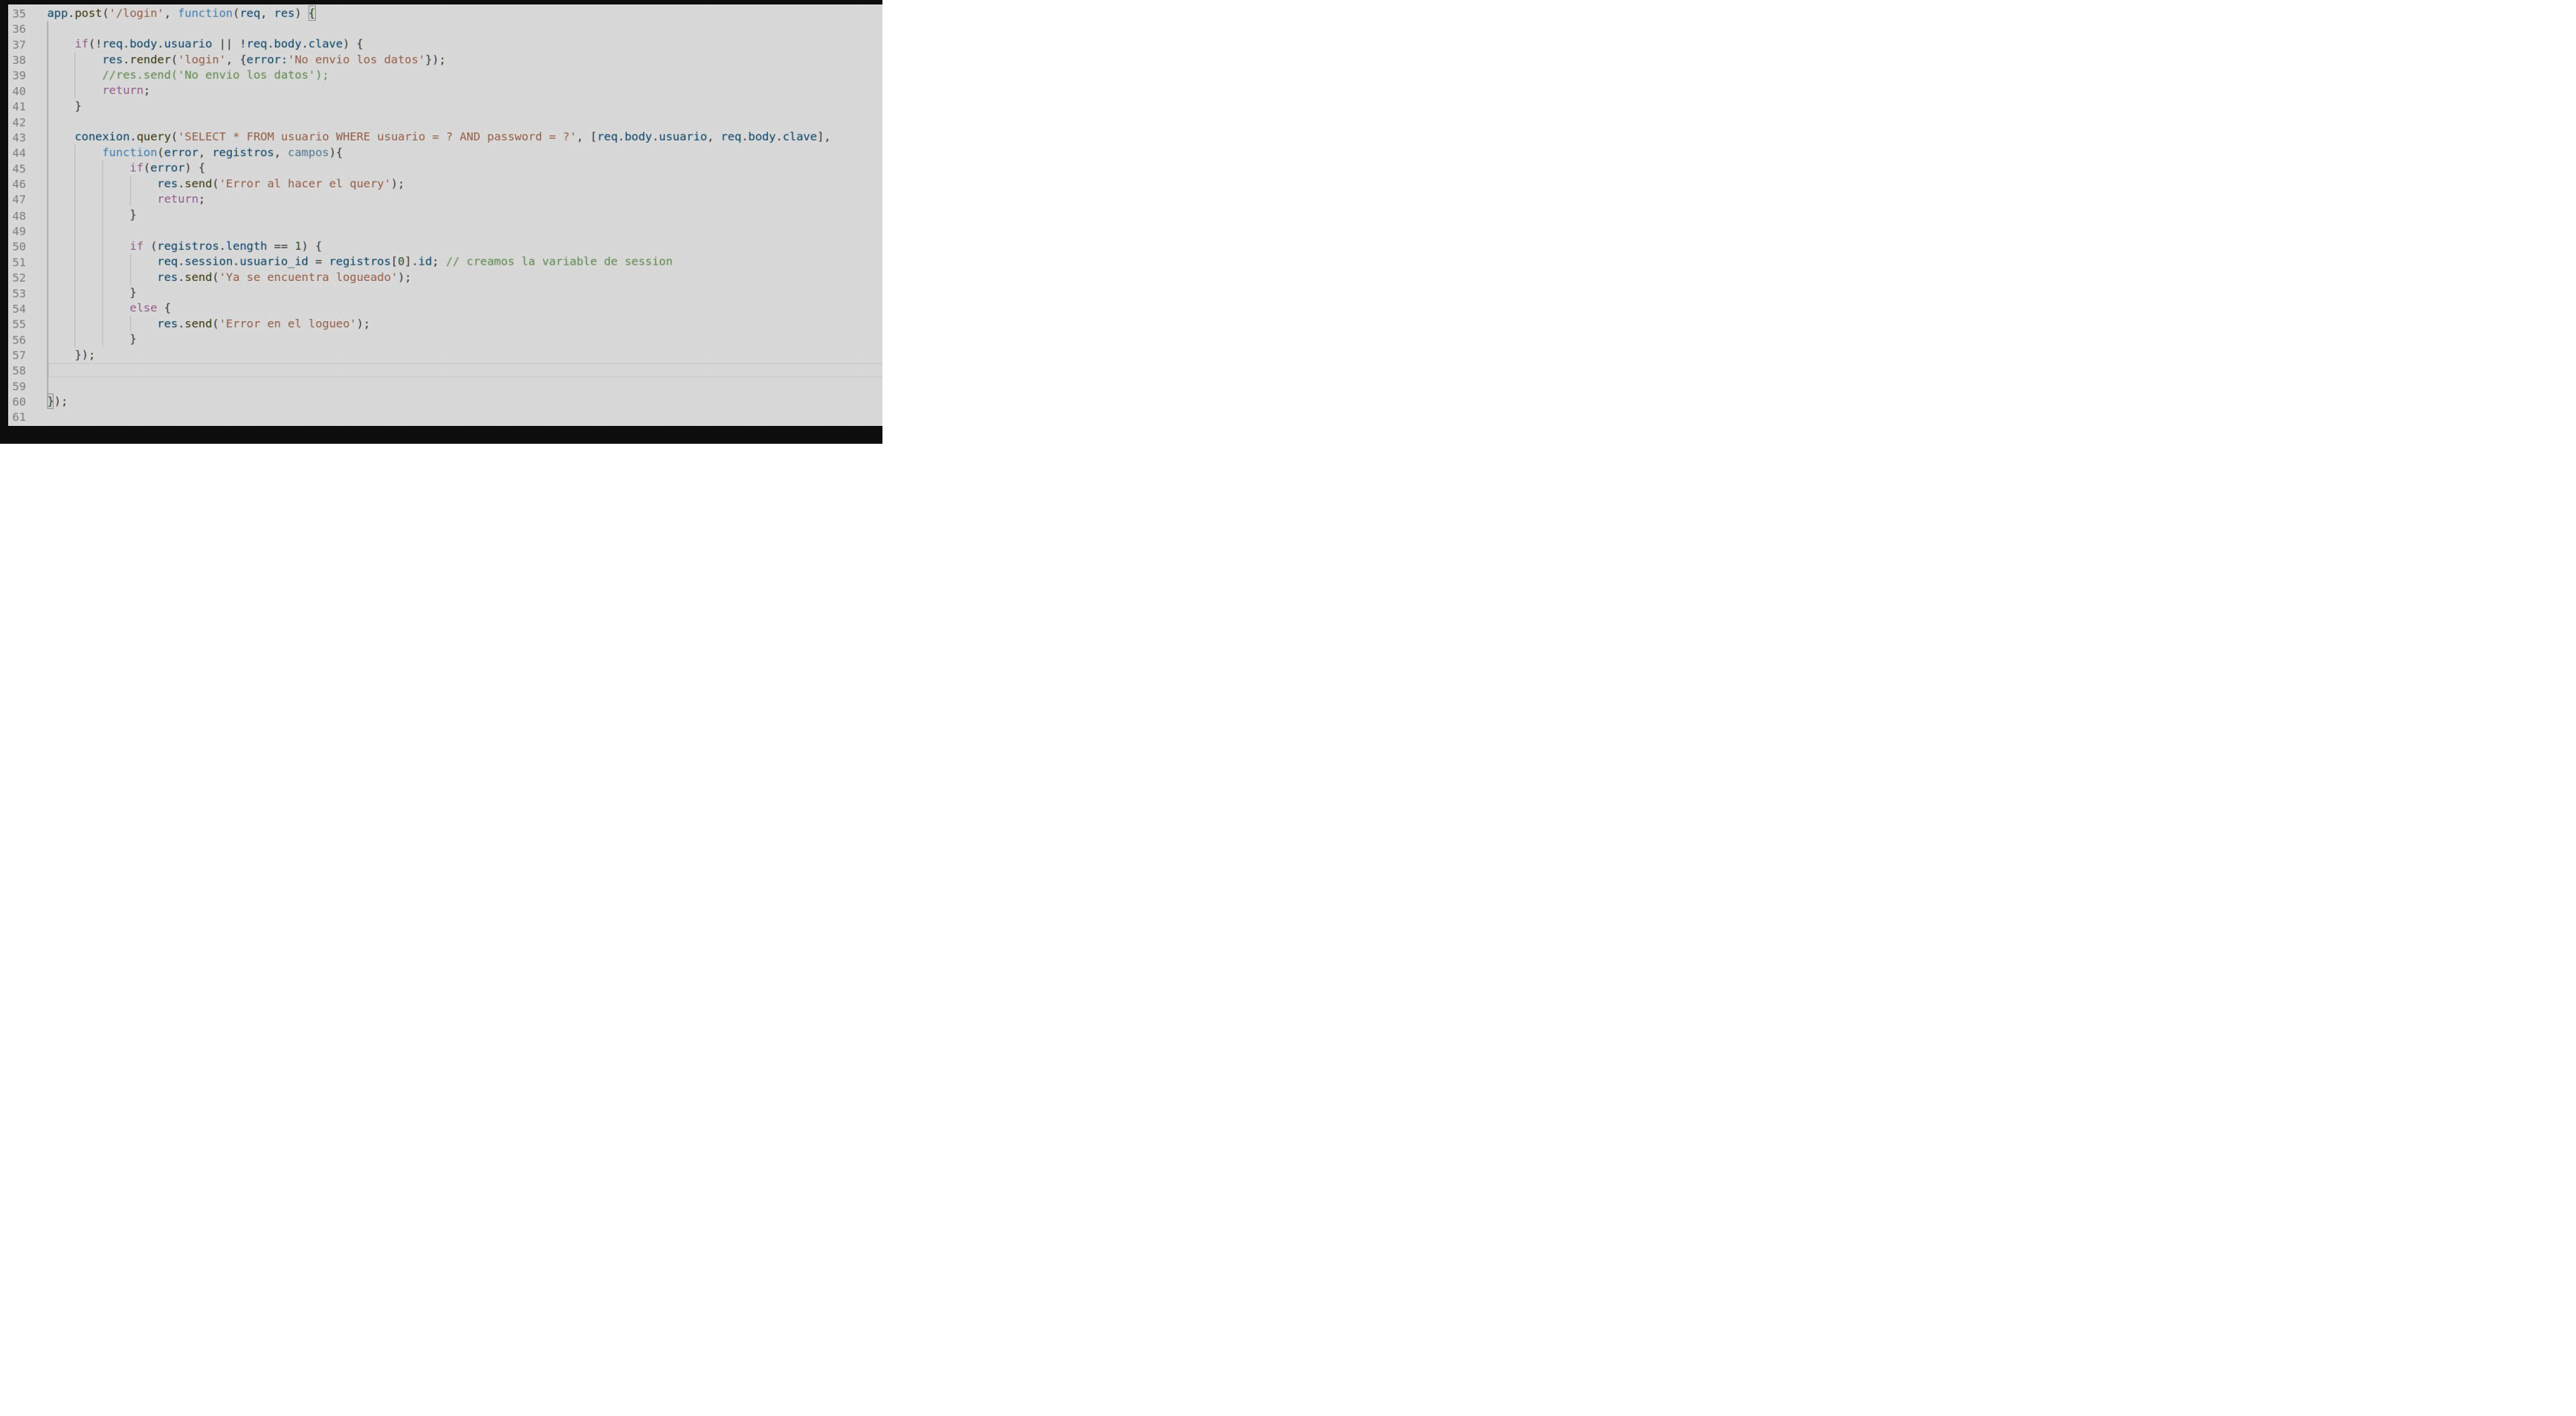 35 app.post('/login', function(req, res) {
36
37 if(!req.body.usuario || !req.body.clave) {
38 res.render('login', {error:'No envio los datos'});
39 //res.send('No envio los datos');
40 return;
41 }
42
43 conexion.query('SELECT * FROM usuario WHERE usuario = ? AND password = ?', [req.body.usuario, req.body.clave],
44 function(error, registros, campos){
45 if(error) {
46 res.send('Error al hacer el query');
47 return;
48 }
49
50 if (registros.length == 1) {
51 req.session.usuario_id = registros[0].id; // creamos la variable de session
52 res.send('Ya se encuentra logueado');
53 }
54 else {
55 res.send('Error en el logueo');
56 }
57 });
58
59
60 });
61